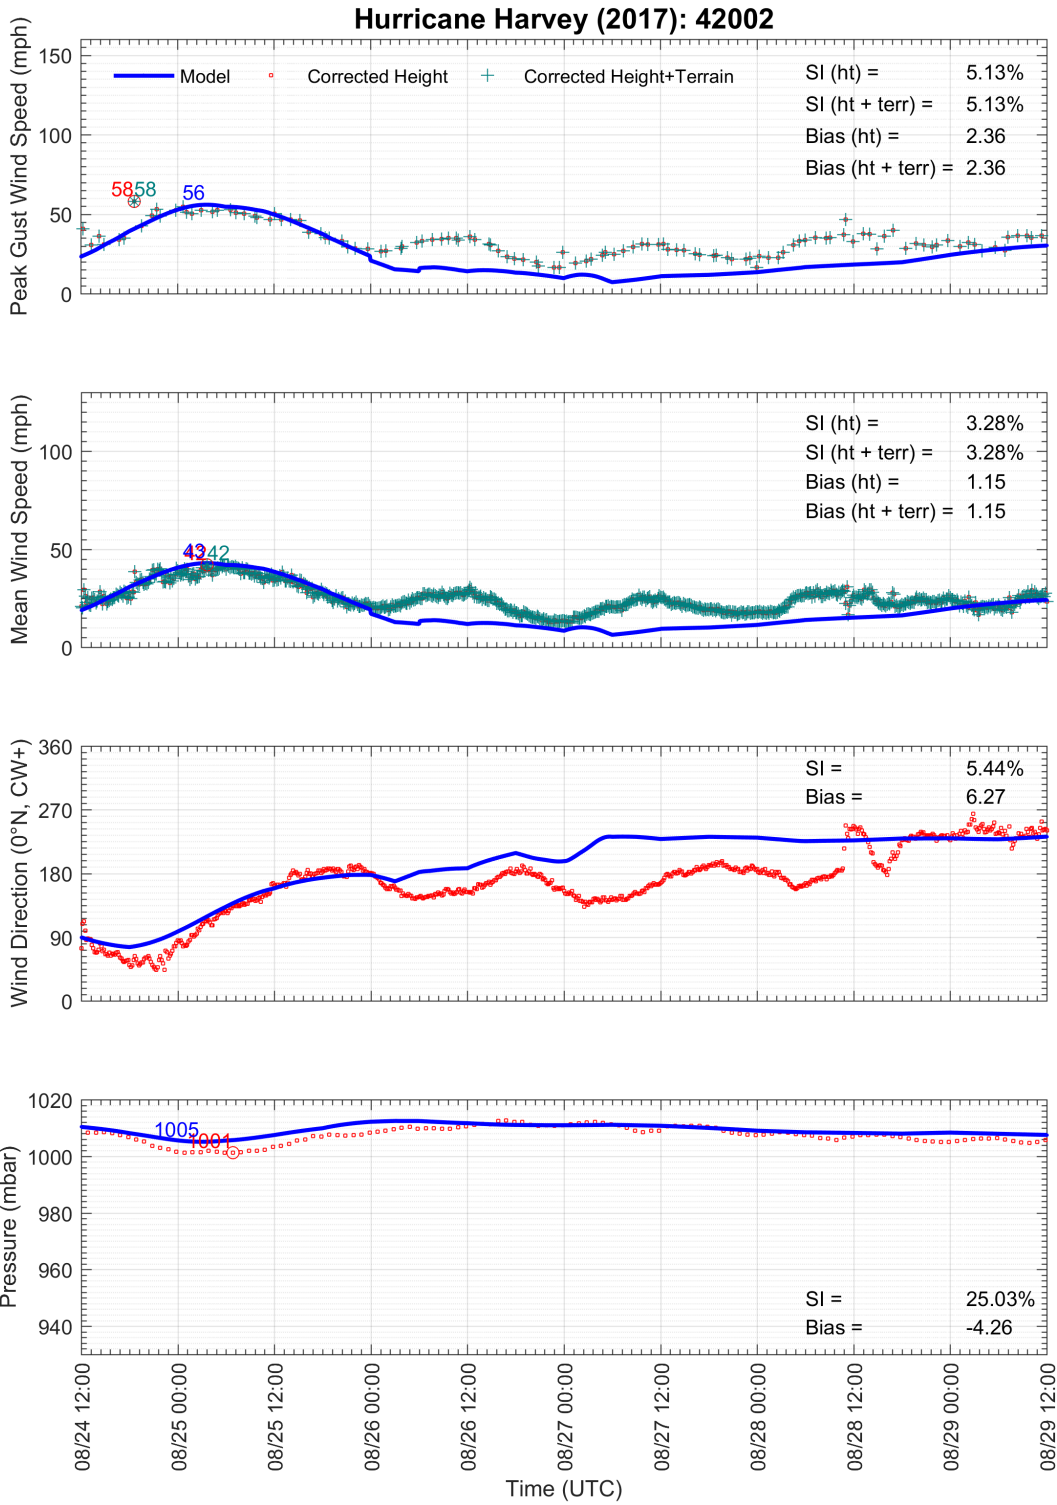 Hurricane Harvey (2017): 42002
Peak Gust Wind Speed (mph)
150
100
50
0
Model
Corrected Height
Corrected Height+Terrain
SI (ht) = 5.13%
SI (ht + terr) = 5.13%
Bias (ht) = 2.36
Bias (ht + terr) = 2.36
58
58
56
Mean Wind Speed (mph)
100
50
0
SI (ht) = 3.28%
SI (ht + terr) = 3.28%
Bias (ht) = 1.15
Bias (ht + terr) = 1.15
43
42
42
Wind Direction (0°N, CW+)
360
270
180
90
0
SI = 5.44%
Bias = 6.27
Pressure (mbar)
1020
1000
980
960
940
1005
1001
SI = 25.03%
Bias = -4.26
08/24 12:00
08/25 00:00
08/25 12:00
08/26 00:00
08/26 12:00
08/27 00:00
08/27 12:00
08/28 00:00
08/28 12:00
08/29 00:00
08/29 12:00
Time (UTC)